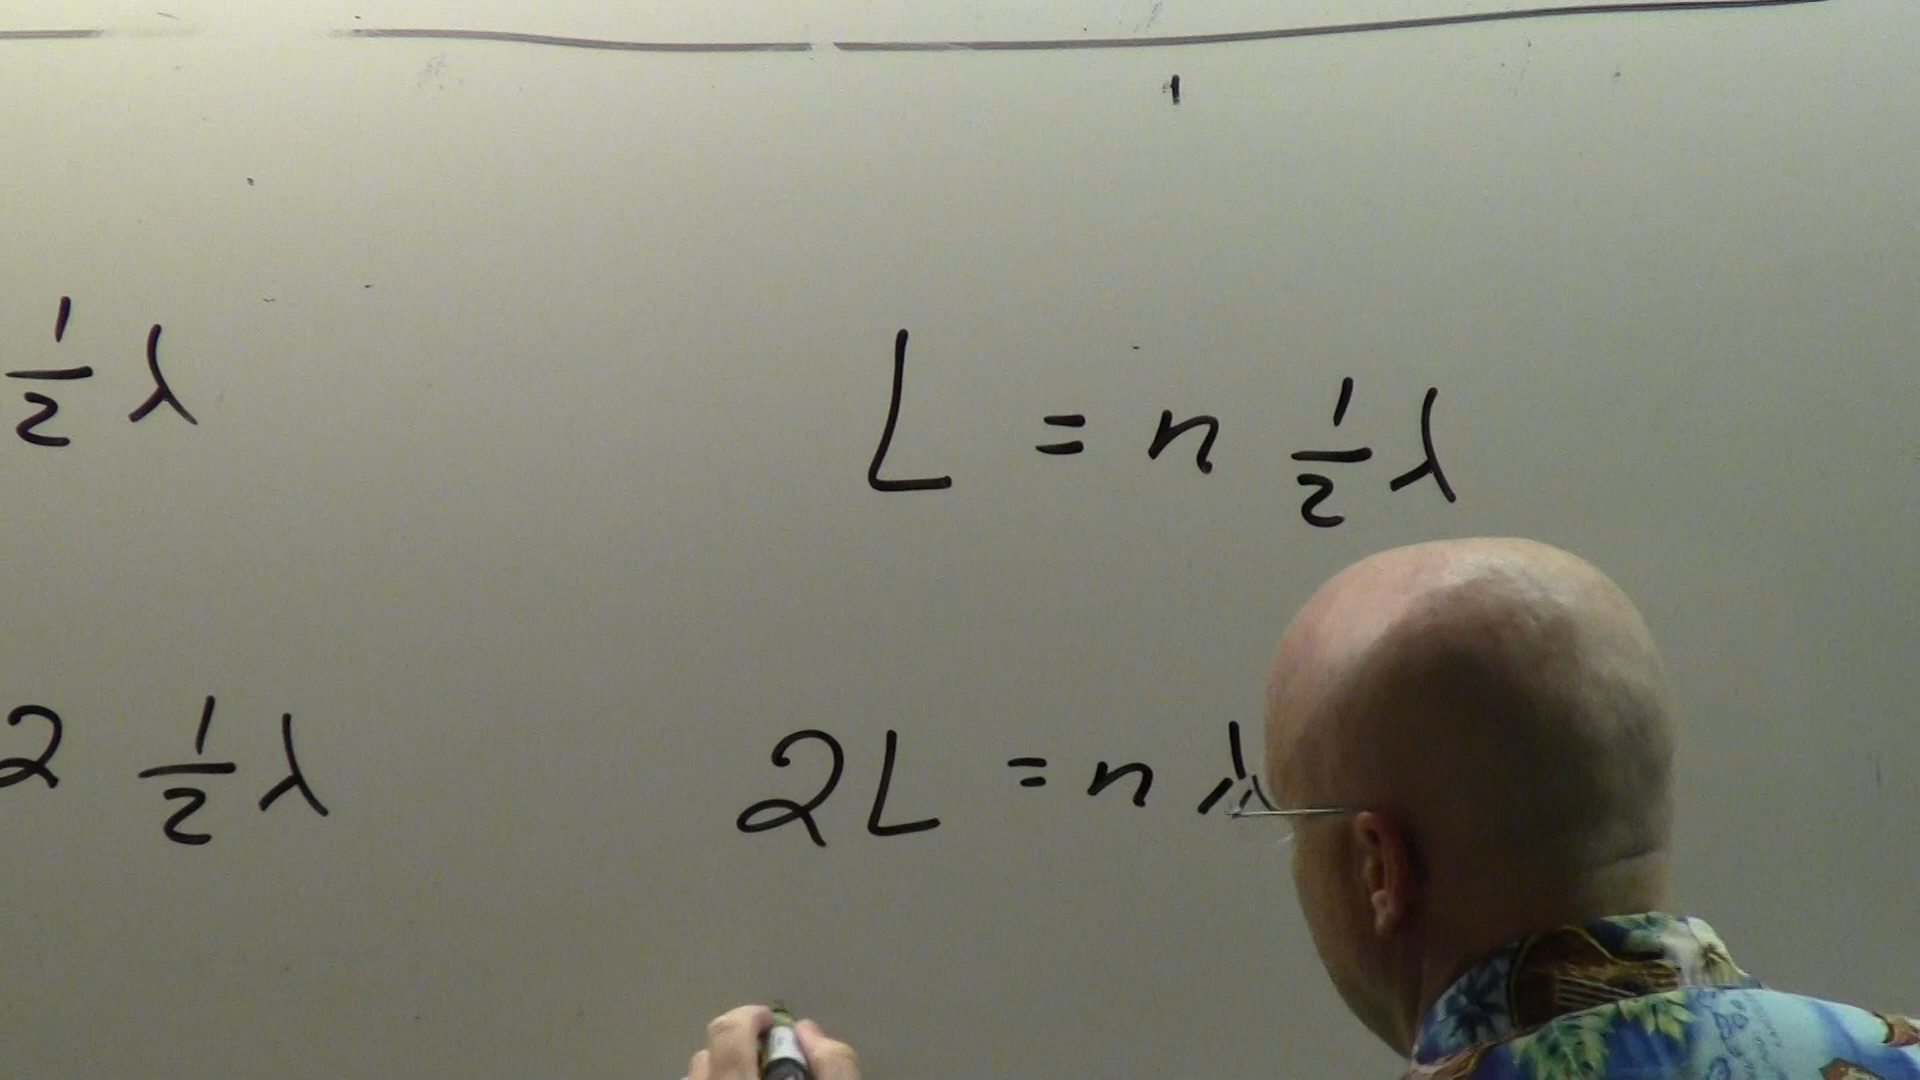 ½ λ
L = n ½ λ
2 ½ λ
2L = n λ